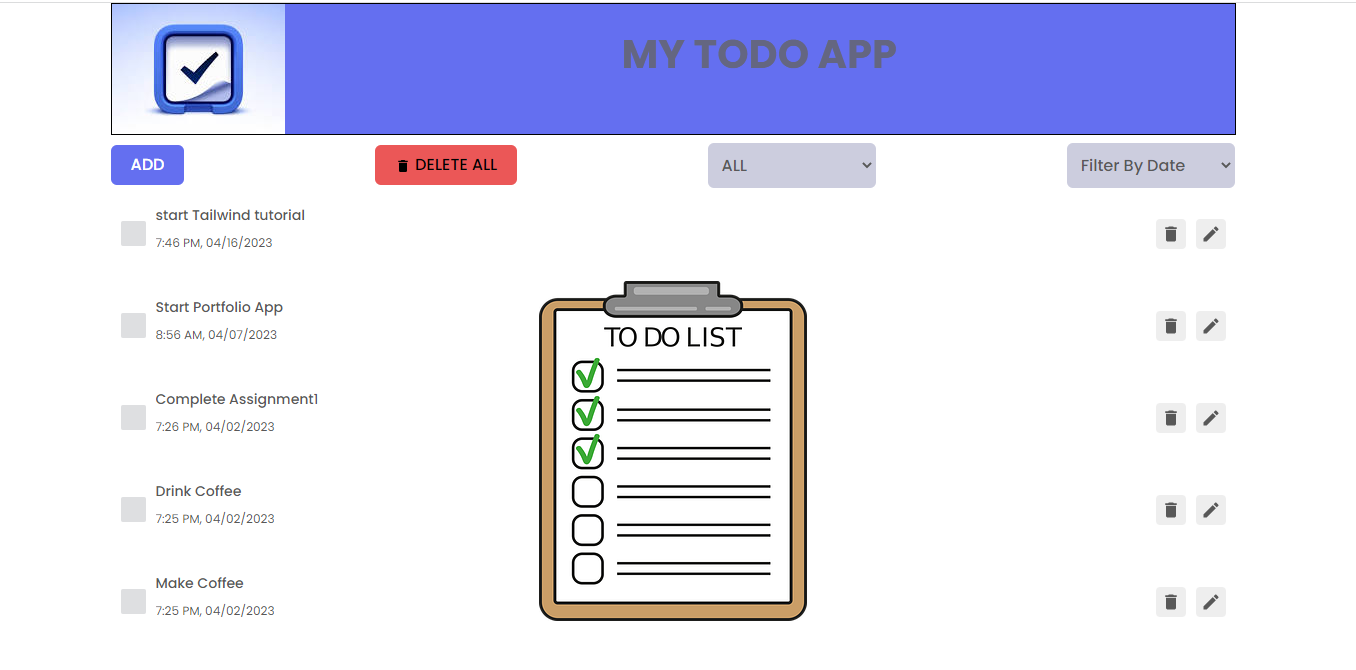 MY TODO APP
ADD
DELETE ALL
ALL
Filter By Date
start Tailwind tutorial
7:46 PM, 04/16/2023
Start Portfolio App
8:56 AM, 04/07/2023
TO DO LIST
Complete Assignment1
7:26 PM, 04/02/2023
Drink Coffee
7:25 PM, 04/02/2023
Make Coffee
7:25 PM, 04/02/2023